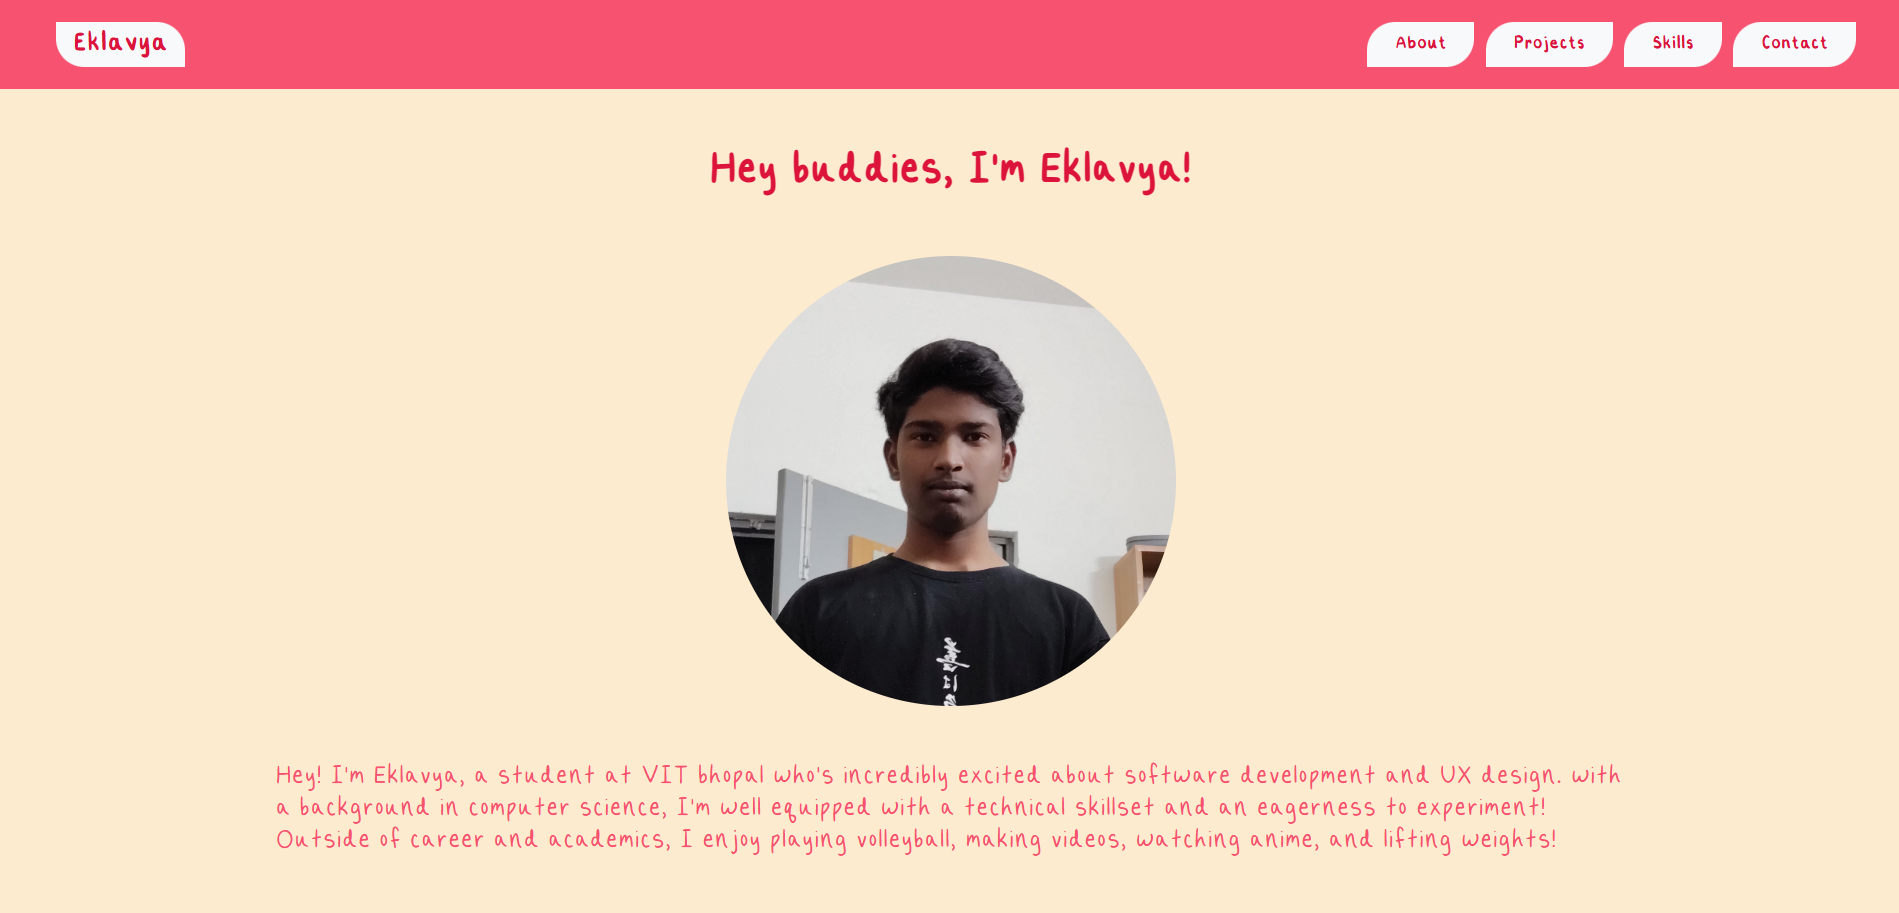 Eklavya
About Projects Skills Contact
Hey buddies, I'm Eklavya!
Hey! I'm Eklavya, a student at VIT bhopal who's incredibly excited about software development and UX design. with
a background in computer science, I'm well equipped with a technical skillset and an eagerness to experiment!
Outside of career and academics, I enjoy playing volleyball, making videos, watching anime, and lifting weights!